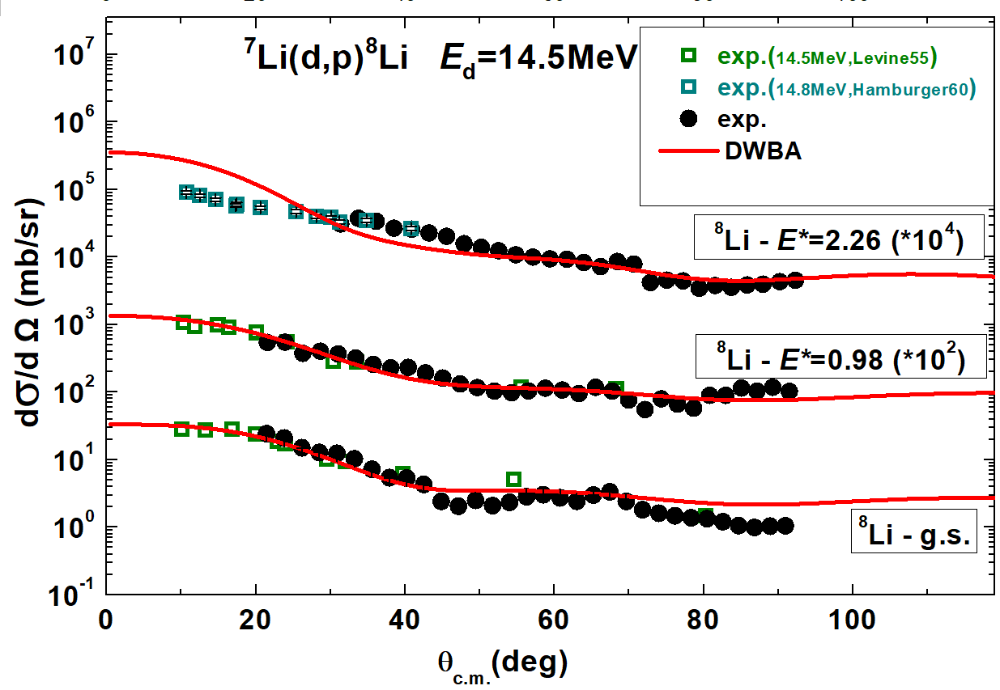 ⁷Li(d,p)⁸Li E_d=14.5MeV
exp.(14.5MeV,Levine55)
exp.(14.8MeV,Hamburger60)
exp.
DWBA
⁸Li - E*=2.26 (*10⁴)
⁸Li - E*=0.98 (*10²)
⁸Li - g.s.
dσ/d Ω (mb/sr)
10⁷
10⁶
10⁵
10⁴
10³
10²
10¹
10⁰
10⁻¹
0 20 40 60 80 100
θ_c.m. (deg)